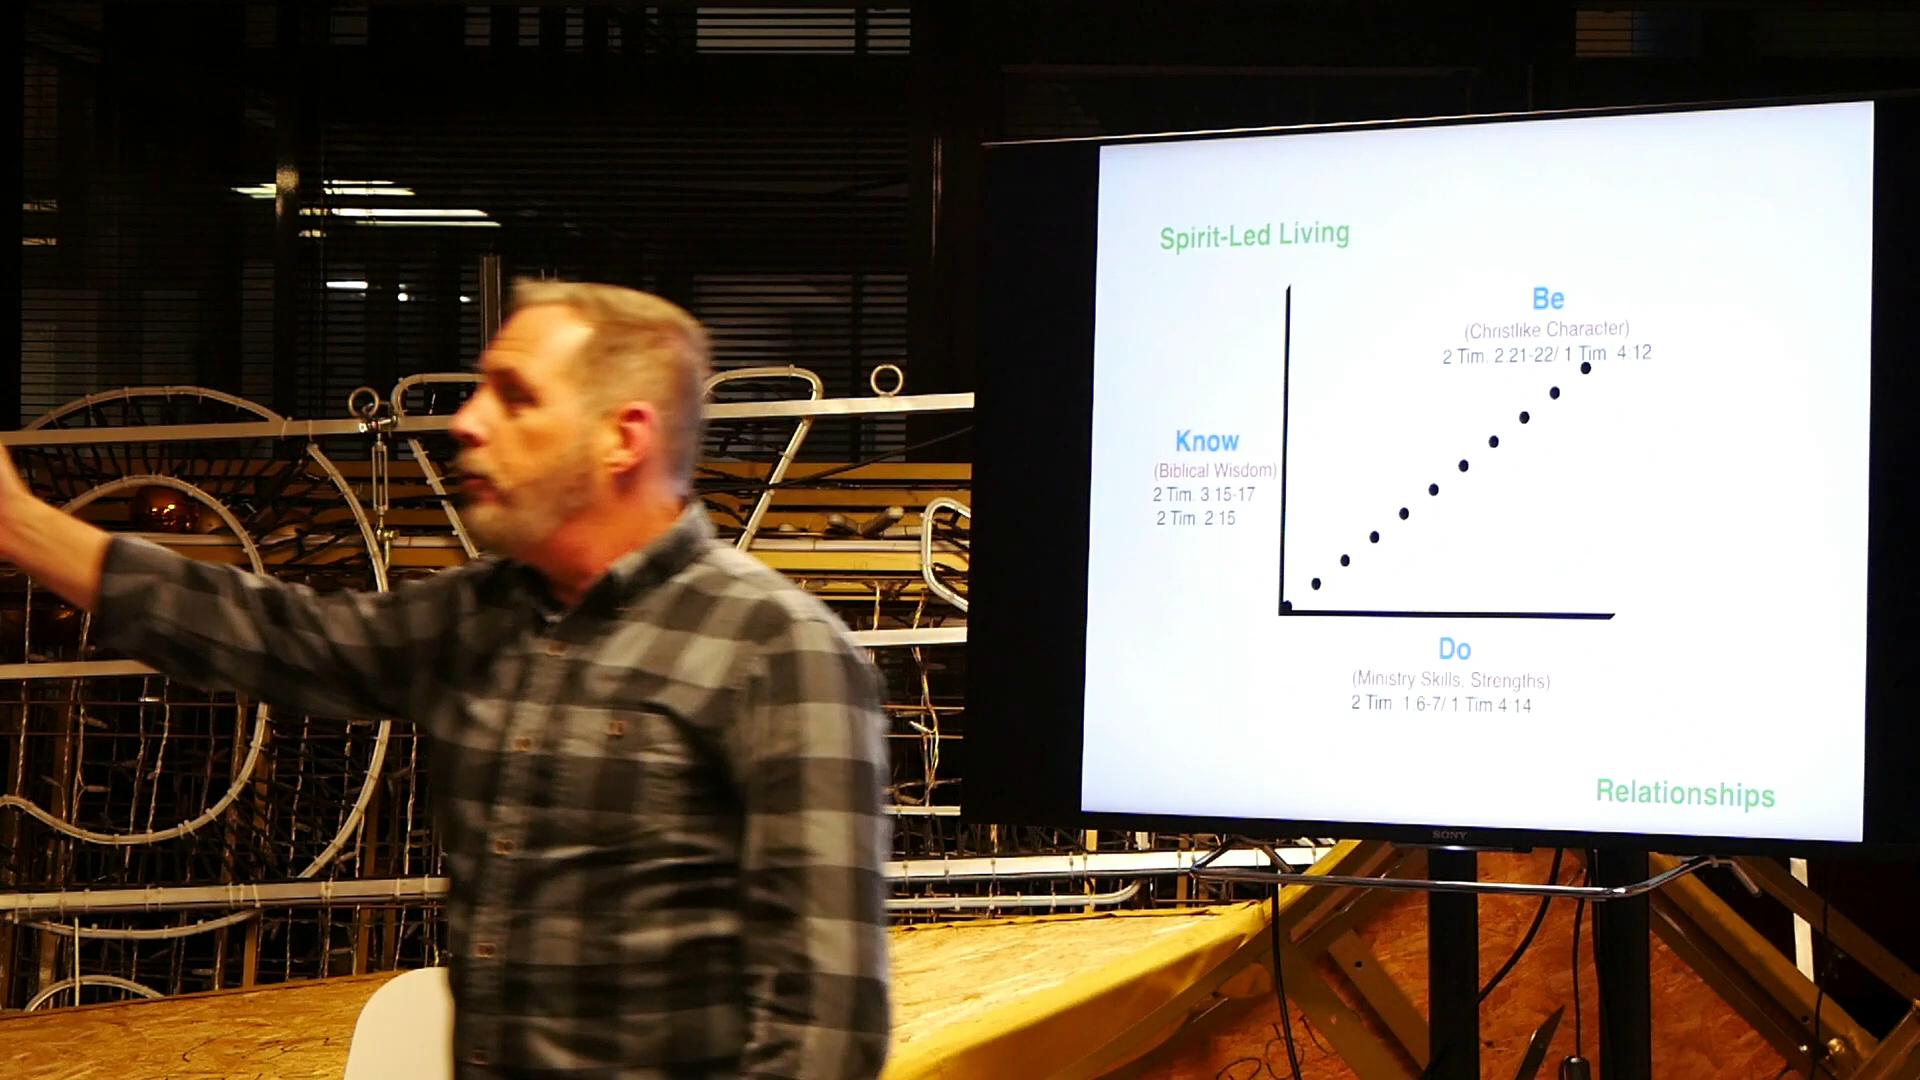 Spirit-Led Living
Be
(Christlike Character)
2 Tim. 2:21-22/ 1 Tim 4:12
Know
(Biblical Wisdom)
2 Tim. 3:15-17
2 Tim. 2:15
Do
(Ministry Skills, Strengths)
2 Tim. 1:6-7/ 1 Tim 4:14
Relationships
SONY